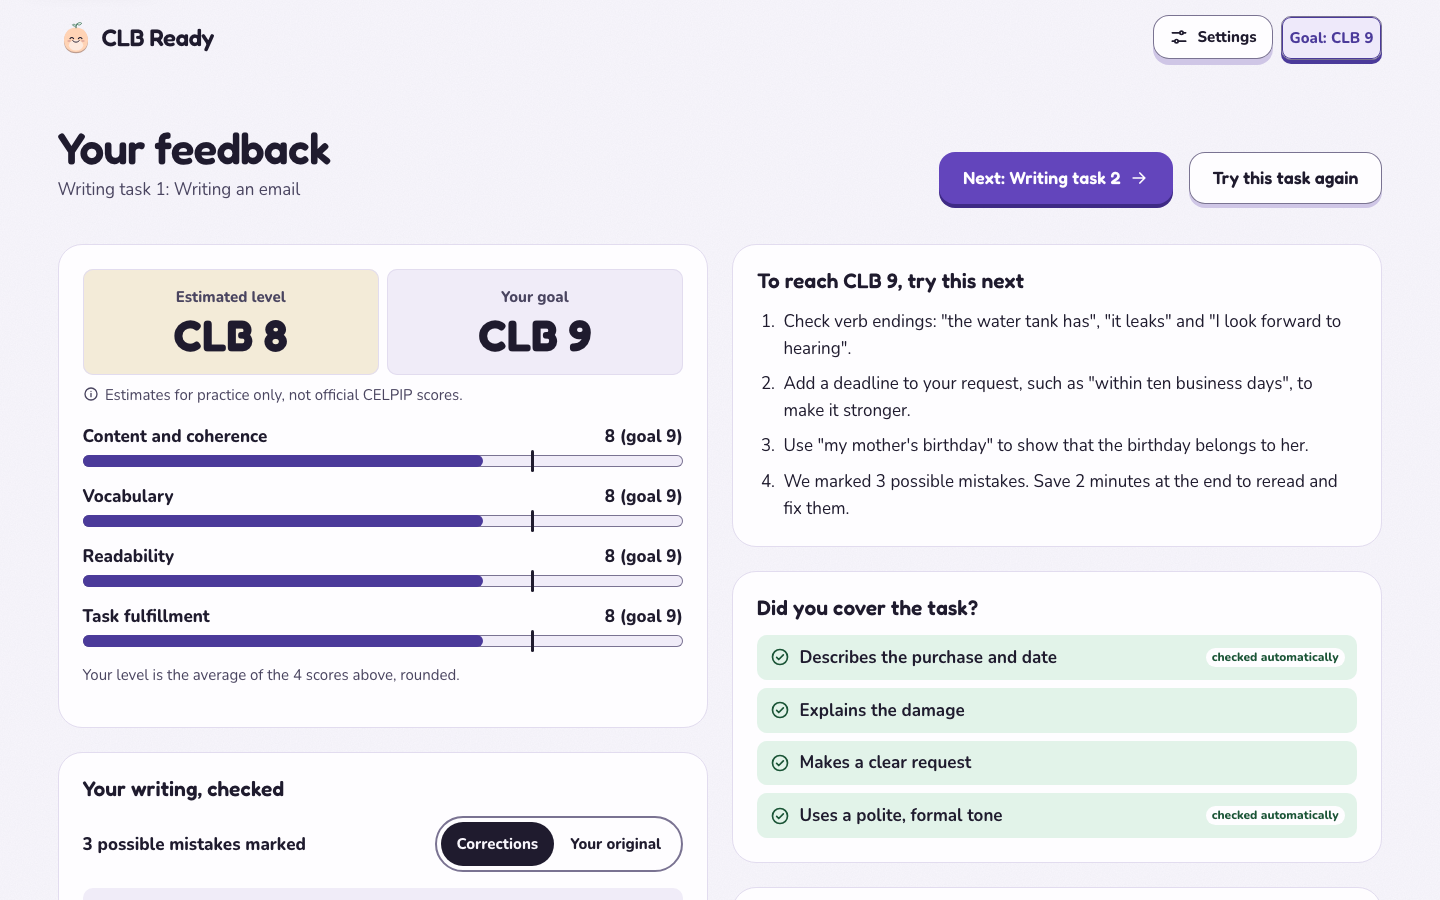 CLB Ready
Settings
Goal: CLB 9
Your feedback
Writing task 1: Writing an email
Next: Writing task 2
Try this task again
Estimated level
CLB 8
Your goal
CLB 9
Estimates for practice only, not official CELPIP scores.
Content and coherence
8 (goal 9)
Vocabulary
8 (goal 9)
Readability
8 (goal 9)
Task fulfillment
8 (goal 9)
Your level is the average of the 4 scores above, rounded.
Your writing, checked
3 possible mistakes marked
Corrections
Your original
To reach CLB 9, try this next
1. Check verb endings: "the water tank has", "it leaks" and "I look forward to
hearing".
2. Add a deadline to your request, such as "within ten business days", to
make it stronger.
3. Use "my mother's birthday" to show that the birthday belongs to her.
4. We marked 3 possible mistakes. Save 2 minutes at the end to reread and
fix them.
Did you cover the task?
Describes the purchase and date
checked automatically
Explains the damage
Makes a clear request
Uses a polite, formal tone
checked automatically